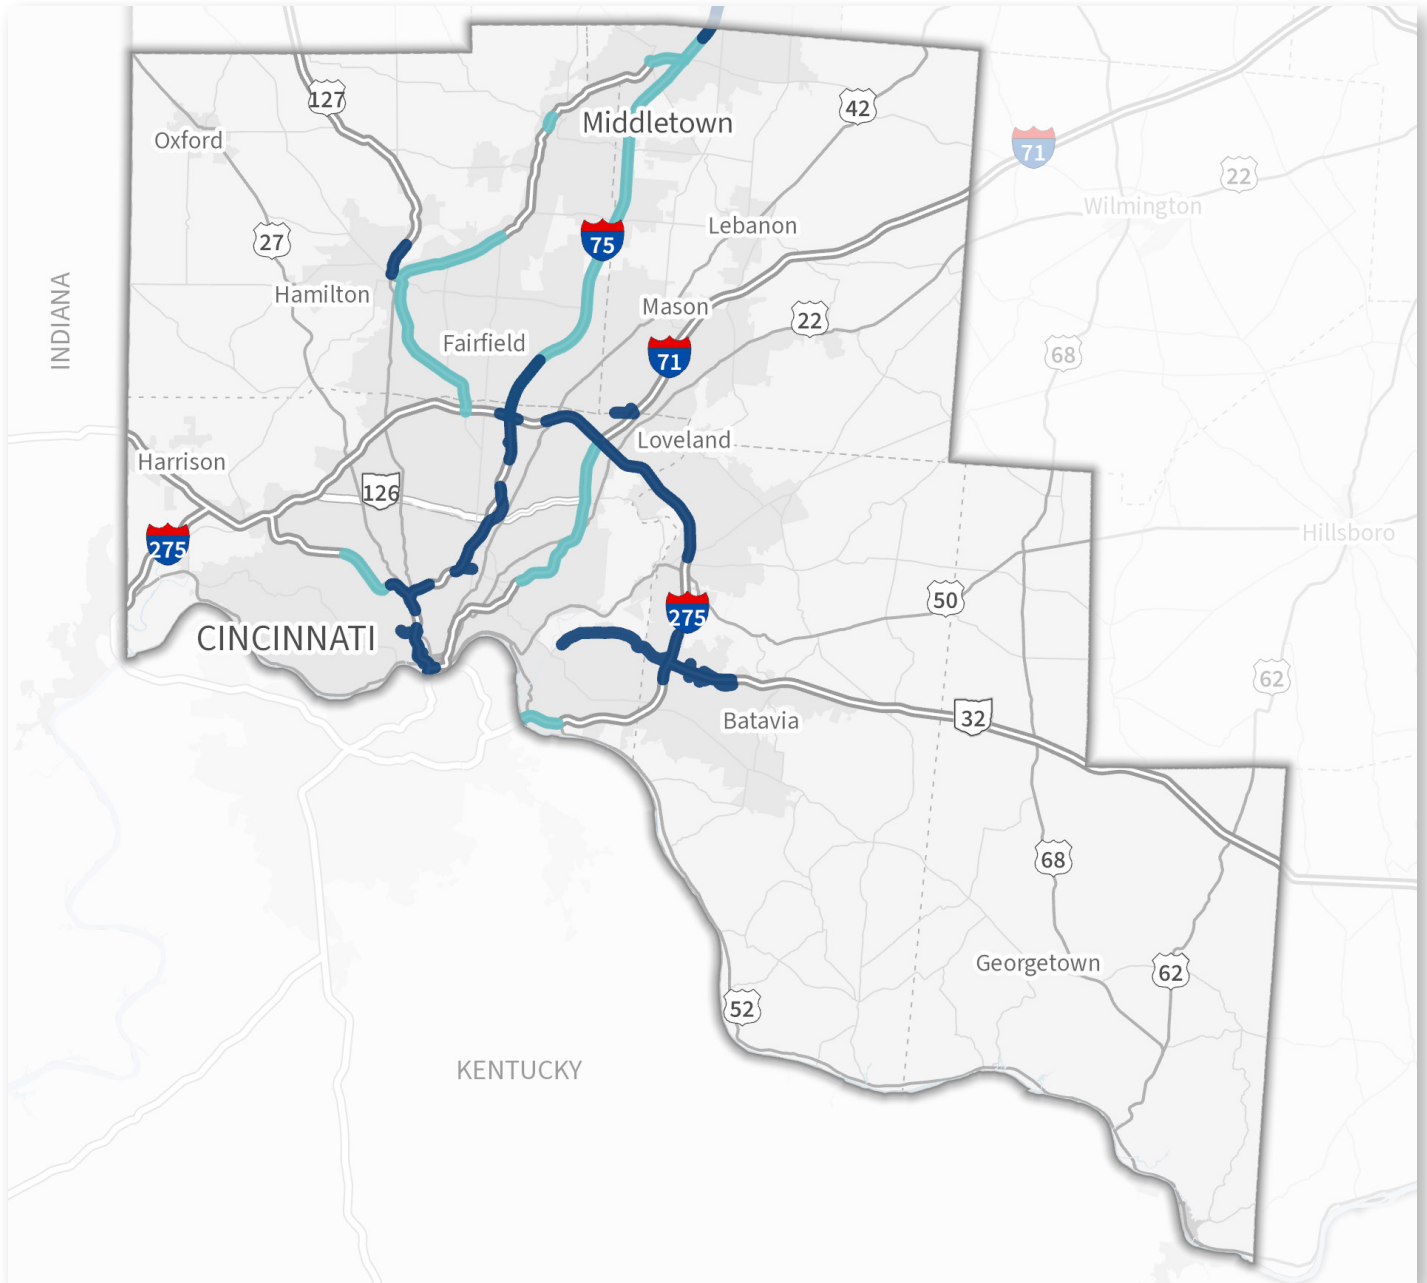 127
42
Middletown
Oxford
71
22
Wilmington
27
75
Lebanon
Hamilton
Mason
22
INDIANA
Fairfield
71
68
Loveland
Harrison
126
Hillsboro
275
50
275
CINCINNATI
62
32
Batavia
68
Georgetown
62
52
KENTUCKY